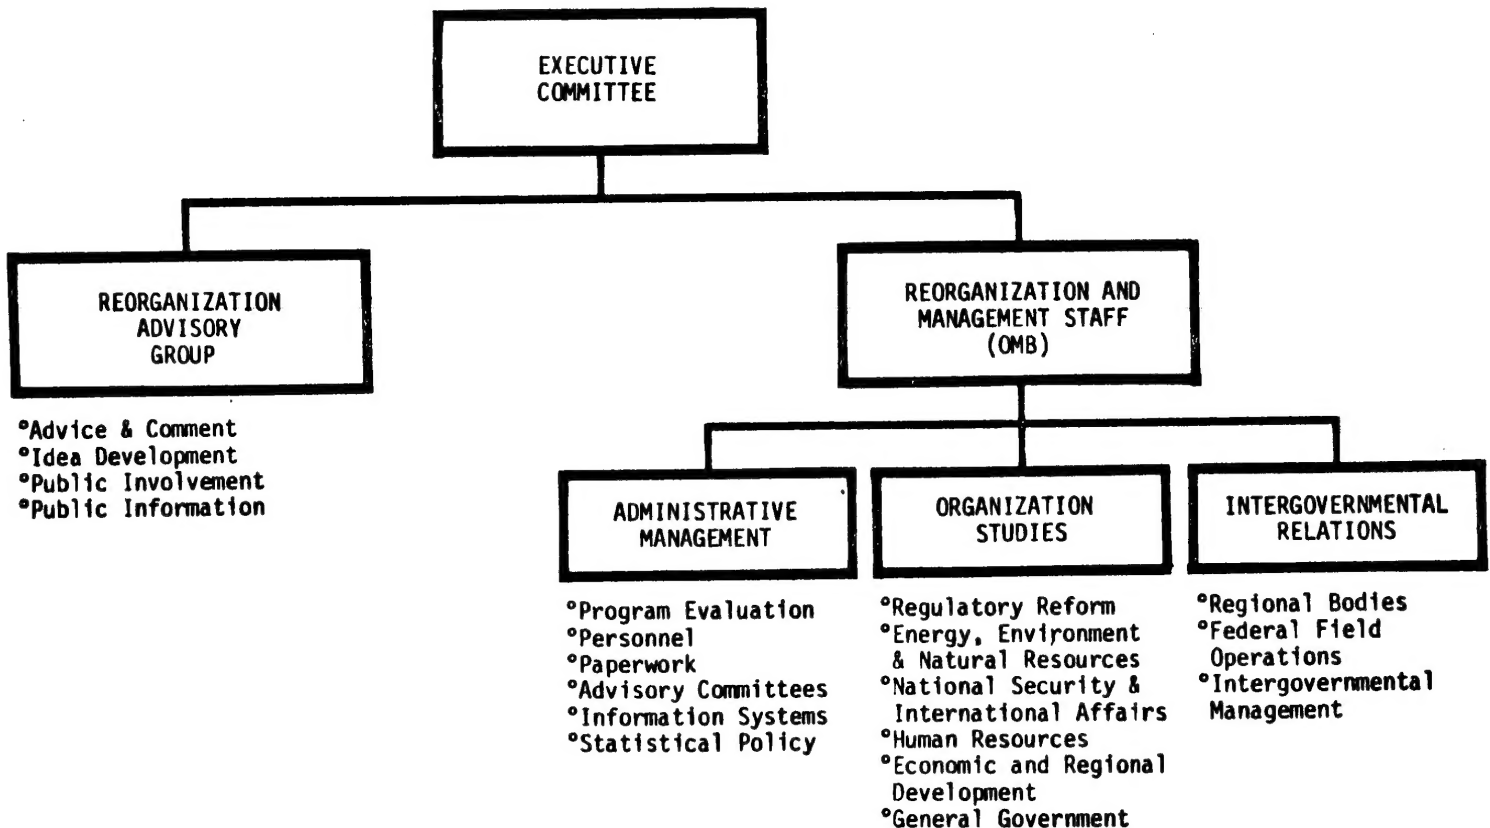 EXECUTIVE
COMMITTEE
REORGANIZATION
ADVISORY
GROUP
°Advice & Comment
°Idea Development
°Public Involvement
°Public Information
REORGANIZATION AND
MANAGEMENT STAFF
(OMB)
ADMINISTRATIVE
MANAGEMENT
°Program Evaluation
°Personnel
°Paperwork
°Advisory Committees
°Information Systems
°Statistical Policy
ORGANIZATION
STUDIES
°Regulatory Reform
°Energy, Environment
& Natural Resources
°National Security &
International Affairs
°Human Resources
°Economic and Regional
Development
°General Government
INTERGOVERNMENTAL
RELATIONS
°Regional Bodies
°Federal Field
Operations
°Intergovernmental
Management